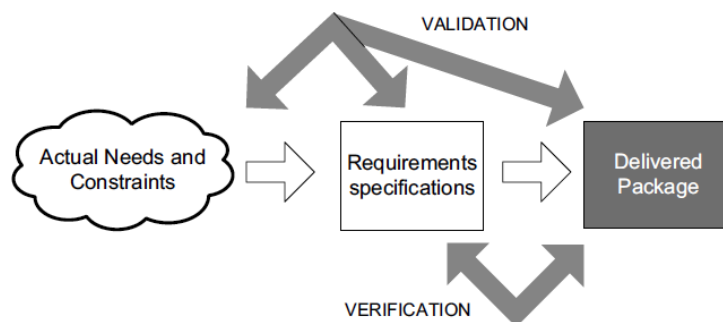 VALIDATION
Actual Needs and
Constraints
Requirements
specifications
Delivered
Package
VERIFICATION